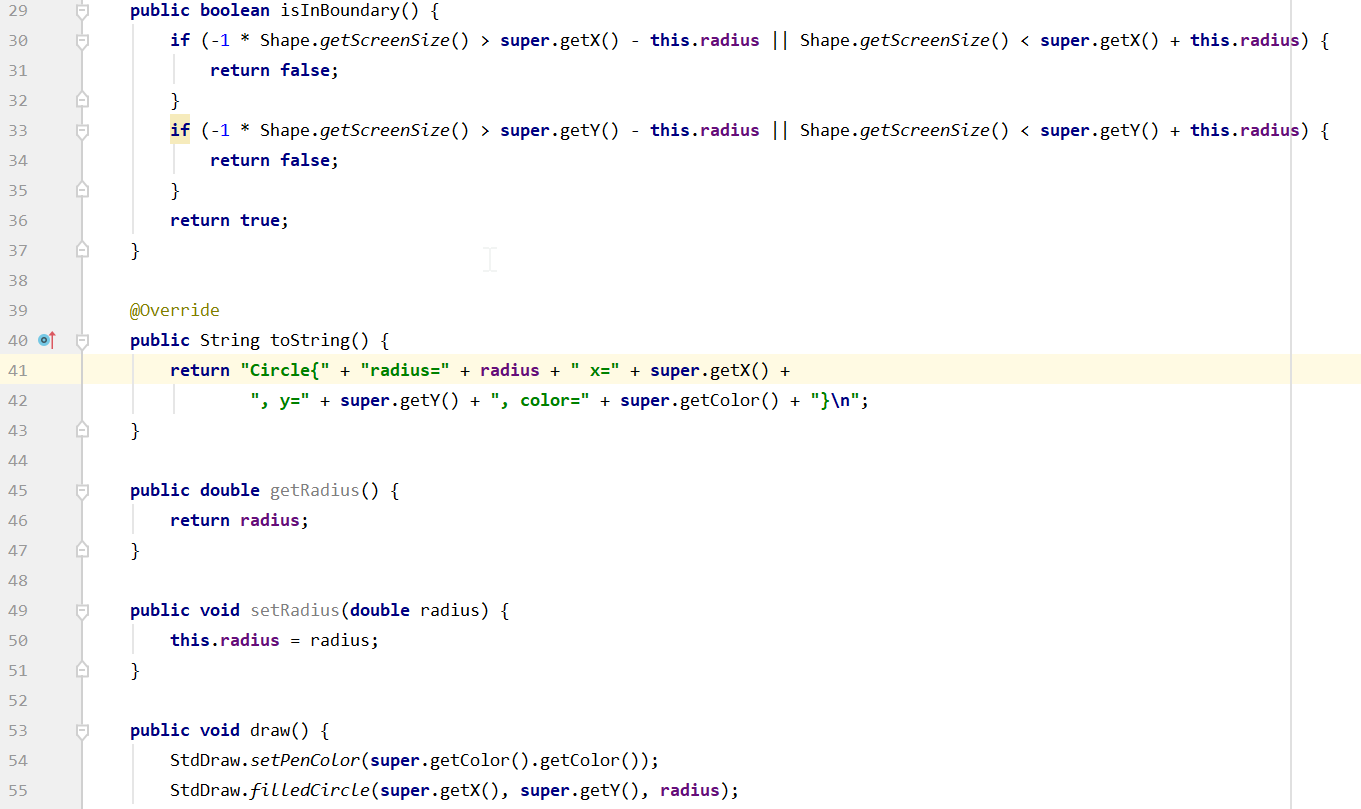 29 public boolean isInBoundary() {
30 if (-1 * Shape.getScreenSize() > super.getX() - this.radius || Shape.getScreenSize() < super.getX() + this.radius) {
31 return false;
32 }
33 if (-1 * Shape.getScreenSize() > super.getY() - this.radius || Shape.getScreenSize() < super.getY() + this.radius) {
34 return false;
35 }
36 return true;
37 }
38
39 @Override
40 public String toString() {
41 return "Circle{" + "radius=" + radius + " x=" + super.getX() +
42 ", y=" + super.getY() + ", color=" + super.getColor() + "}\n";
43 }
44
45 public double getRadius() {
46 return radius;
47 }
48
49 public void setRadius(double radius) {
50 this.radius = radius;
51 }
52
53 public void draw() {
54 StdDraw.setPenColor(super.getColor().getColor());
55 StdDraw.filledCircle(super.getX(), super.getY(), radius);